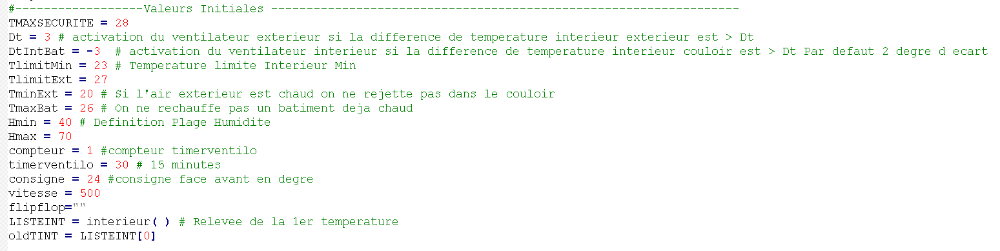 #------------------Valeurs Initiales ------------------------------------------------------------------
TMAXSECURITE = 28
Dt = 3 # activation du ventilateur exterieur si la difference de temperature interieur exterieur est > Dt
DtIntBat = -3  # activation du ventilateur interieur si la difference de temperature interieur couloir est > Dt Par defaut 2 degre d ecart
TlimitMin = 23 # Temperature limite Interieur Min
TlimitExt = 27
TminExt = 20 # Si l'air exterieur est chaud on ne rejette pas dans le couloir
TmaxBat = 26 # On ne rechauffe pas un batiment deja chaud
Hmin = 40 # Definition Plage Humidite
Hmax = 70
compteur = 1 #compteur timerventilo
timerventilo = 30 # 15 minutes
consigne = 24 #consigne face avant en degre
vitesse = 500
flipflop=""
LISTEINT = interieur( ) # Relevee de la 1er temperature
oldTINT = LISTEINT[0]